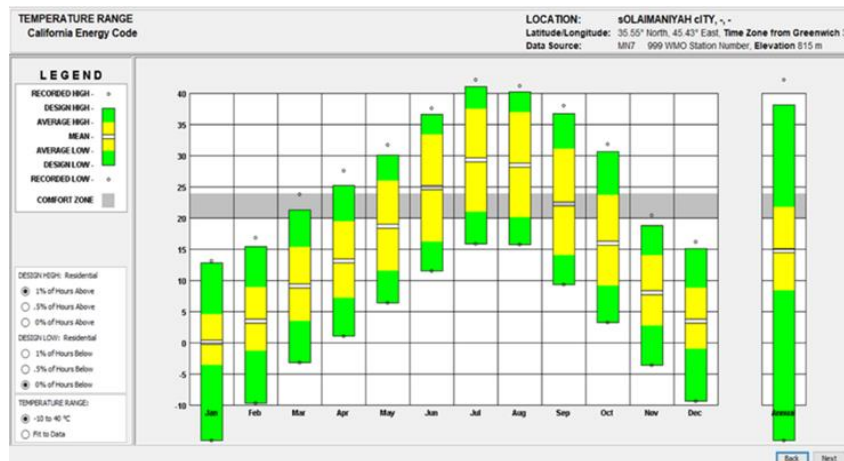 TEMPERATURE RANGE
California Energy Code
LOCATION: sOLAIMANIYAH cITY, -, -
Latitude/Longitude: 35.55° North, 45.43° East, Time Zone from Greenwich
Data Source: MN7 999 WMO Station Number, Elevation 815 m
LEGEND
RECORDED HIGH -
DESIGN HIGH -
AVERAGE HIGH -
MEAN -
AVERAGE LOW -
DESIGN LOW -
RECORDED LOW -
COMFORT ZONE
DESIGN HIGH: Residential
1% of Hours Above
.5% of Hours Above
0% of Hours Above
DESIGN LOW: Residential
1% of Hours Below
.5% of Hours Below
0% of Hours Below
TEMPERATURE RANGE:
-10 to 40 °C
Fit to Data
40
35
30
25
20
15
10
5
0
-5
-10
Jan Feb Mar Apr May Jun Jul Aug Sep Oct Nov Dec Annual
Back Next